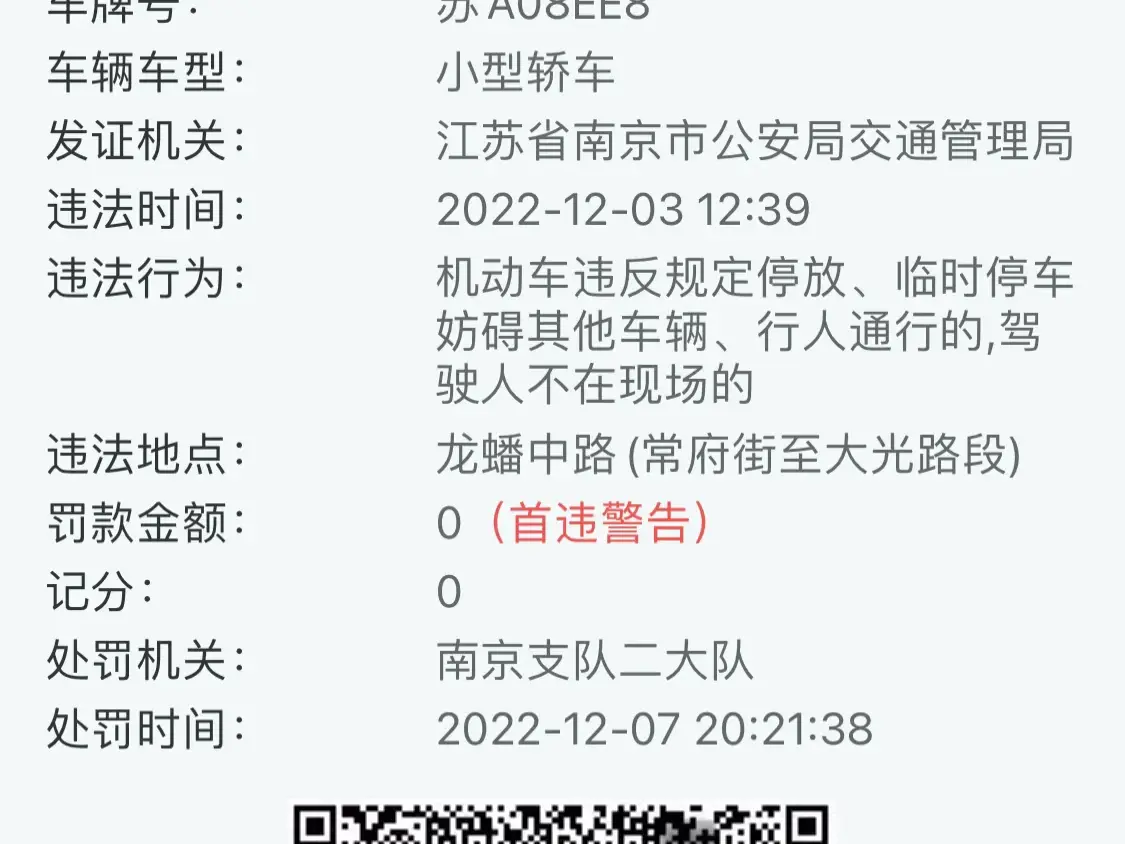 车牌号： 苏A08EE8
车辆车型： 小型轿车
发证机关： 江苏省南京市公安局交通管理局
违法时间： 2022-12-03 12:39
违法行为： 机动车违反规定停放、临时停车
妨碍其他车辆、行人通行的,驾
驶人不在现场的
违法地点： 龙蟠中路(常府街至大光路段)
罚款金额： 0（首违警告）
记分： 0
处罚机关： 南京支队二大队
处罚时间： 2022-12-07 20:21:38